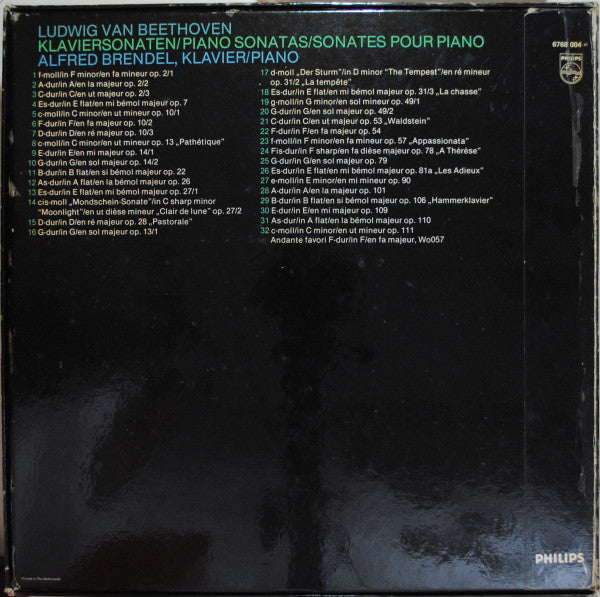 LUDWIG VAN BEETHOVEN
KLAVIERSONATEN/PIANO SONATAS/SONATES POUR PIANO
ALFRED BRENDEL, KLAVIER/PIANO
6768 004
PHILIPS
1 f-moll/in F minor/en fa mineur op. 2/1
2 A-dur/in A/en la majeur op. 2/2
3 C-dur/in C/en ut majeur op. 2/3
4 Es-dur/in E flat/en mi bémol majeur op. 7
5 c-moll/in C minor/en ut mineur op. 10/1
6 F-dur/in F/en fa majeur op. 10/2
7 D-dur/in D/en ré majeur op. 10/3
8 c-moll/in C minor/en ut mineur op. 13 „Pathétique"
9 E-dur/in E/en mi majeur op. 14/1
10 G-dur/in G/en sol majeur op. 14/2
11 B-dur/in B flat/en si bémol majeur op. 22
12 As-dur/in A flat/en la bémol majeur op. 26
13 Es-dur/in E flat/en mi bémol majeur op. 27/1
14 cis-moll „Mondschein-Sonate"/in C sharp minor
"Moonlight"/en ut dièse mineur „Clair de lune" op. 27/2
15 D-dur/in D/en ré majeur op. 28 „Pastorale"
16 G-dur/in G/en sol majeur op. 13/1
17 d-moll „Der Sturm"/in D minor "The Tempest"/en ré mineur
op. 31/2 „La tempête"
18 Es-dur/in E flat/en mi bémol majeur op. 31/3 „La chasse"
19 g-moll/in G minor/en sol mineur op. 49/1
20 G-dur/in G/en sol majeur op. 49/2
21 C-dur/in C/en ut majeur op. 53 „Waldstein"
22 F-dur/in F/en fa majeur op. 54
23 f-moll/in F minor/en fa mineur op. 57 „Appassionata"
24 Fis-dur/in F sharp/en fa dièse majeur op. 78 „A Thérèse"
25 G-dur/in G/en sol majeur op. 79
26 Es-dur/in E flat/en mi bémol majeur op. 81a „Les Adieux"
27 e-moll/in E minor/en mi mineur op. 90
28 A-dur/in A/en la majeur op. 101
29 B-dur/in B flat/en si bémol majeur op. 106 „Hammerklavier"
30 E-dur/in E/en mi majeur op. 109
31 As-dur/in A flat/en la bémol majeur op. 110
32 c-moll/in C minor/en ut mineur op. 111
Andante favori F-dur/in F/en fa majeur, Wo057
PHILIPS
Printed in The Netherlands